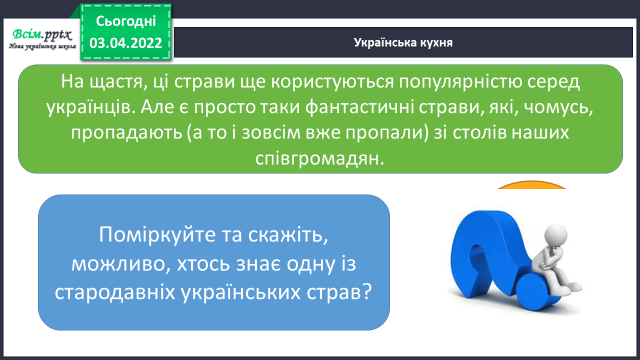 Всім.pptx
Нова українська школа
Сьогодні
03.04.2022
Українська кухня
На щастя, ці страви ще користуються популярністю серед
українців. Але є просто таки фантастичні страви, які, чомусь,
пропадають (а то і зовсім вже пропали) зі столів наших
співгромадян.
Поміркуйте та скажіть,
можливо, хтось знає одну із
стародавніх українських страв?